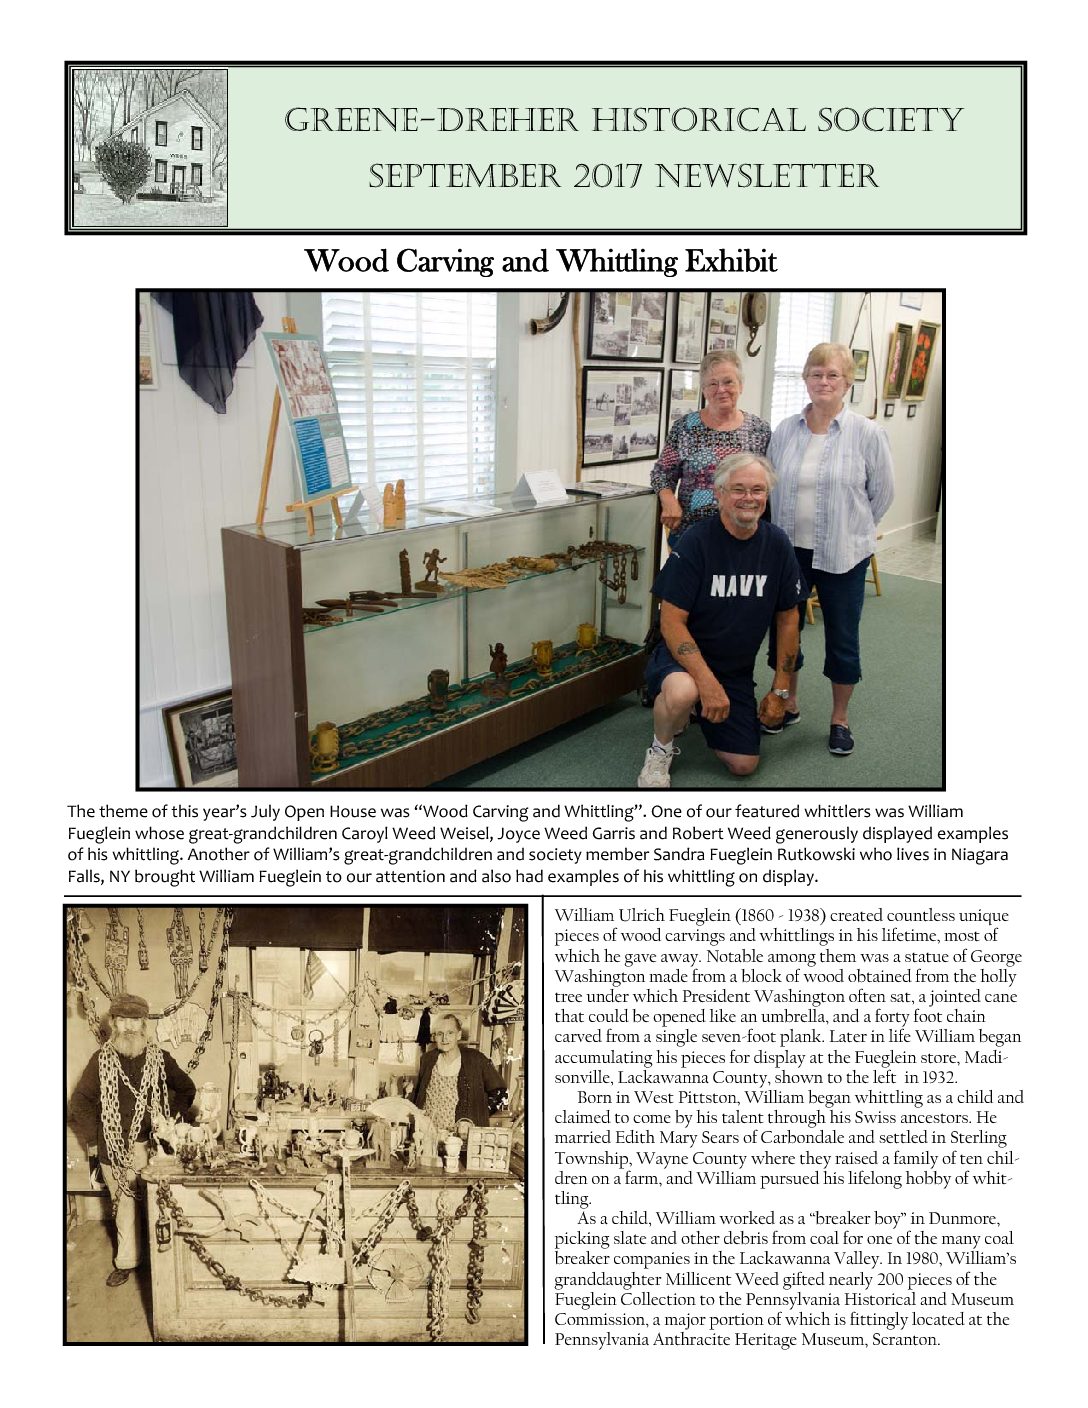 GREENE-DREHER HISTORICAL SOCIETY
SEPTEMBER 2017 NEWSLETTER
Wood Carving and Whittling Exhibit
NAVY
The theme of this year's July Open House was “Wood Carving and Whittling”. One of our featured whittlers was William
Fueglein whose great-grandchildren Caroyl Weed Weisel, Joyce Weed Garris and Robert Weed generously displayed examples
of his whittling. Another of William's great-grandchildren and society member Sandra Fueglein Rutkowski who lives in Niagara
Falls, NY brought William Fueglein to our attention and also had examples of his whittling on display.
William Ulrich Fueglein (1860 - 1938) created countless unique
pieces of wood carvings and whittlings in his lifetime, most of
which he gave away. Notable among them was a statue of George
Washington made from a block of wood obtained from the holly
tree under which President Washington often sat, a jointed cane
that could be opened like an umbrella, and a forty foot chain
carved from a single seven-foot plank. Later in life William began
accumulating his pieces for display at the Fueglein store, Madi-
sonville, Lackawanna County, shown to the left in 1932.
Born in West Pittston, William began whittling as a child and
claimed to come by his talent through his Swiss ancestors. He
married Edith Mary Sears of Carbondale and settled in Sterling
Township, Wayne County where they raised a family of ten chil-
dren on a farm, and William pursued his lifelong hobby of whit-
tling.
As a child, William worked as a “breaker boy” in Dunmore,
picking slate and other debris from coal for one of the many coal
breaker companies in the Lackawanna Valley. In 1980, William's
granddaughter Millicent Weed gifted nearly 200 pieces of the
Fueglein Collection to the Pennsylvania Historical and Museum
Commission, a major portion of which is fittingly located at the
Pennsylvania Anthracite Heritage Museum, Scranton.